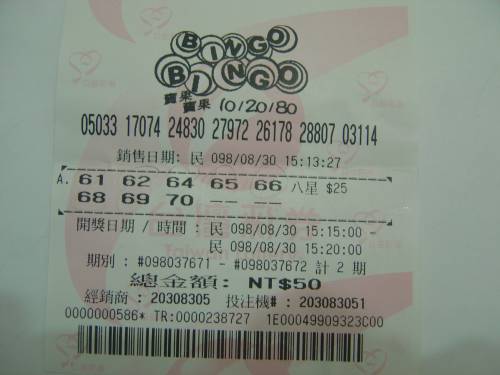 BINGO
BINGO
賓果
賓果 10/20/80
05033 17074 24830 27972 26178 28807 03114
銷售日期: 民 098/08/30 15:13:27
A. 61 62 64 65 66 八星 $25
68 69 70 —— ——
開獎日期 / 時間 : 民 098/08/30 15:15:00 -
民 098/08/30 15:20:00
期別 : #098037671 - #098037672 計 2 期
總金額: NT$50
經銷商 : 20308305 投注機# : 203083051
0000000586* TR:0000238727 1E00049909323C00